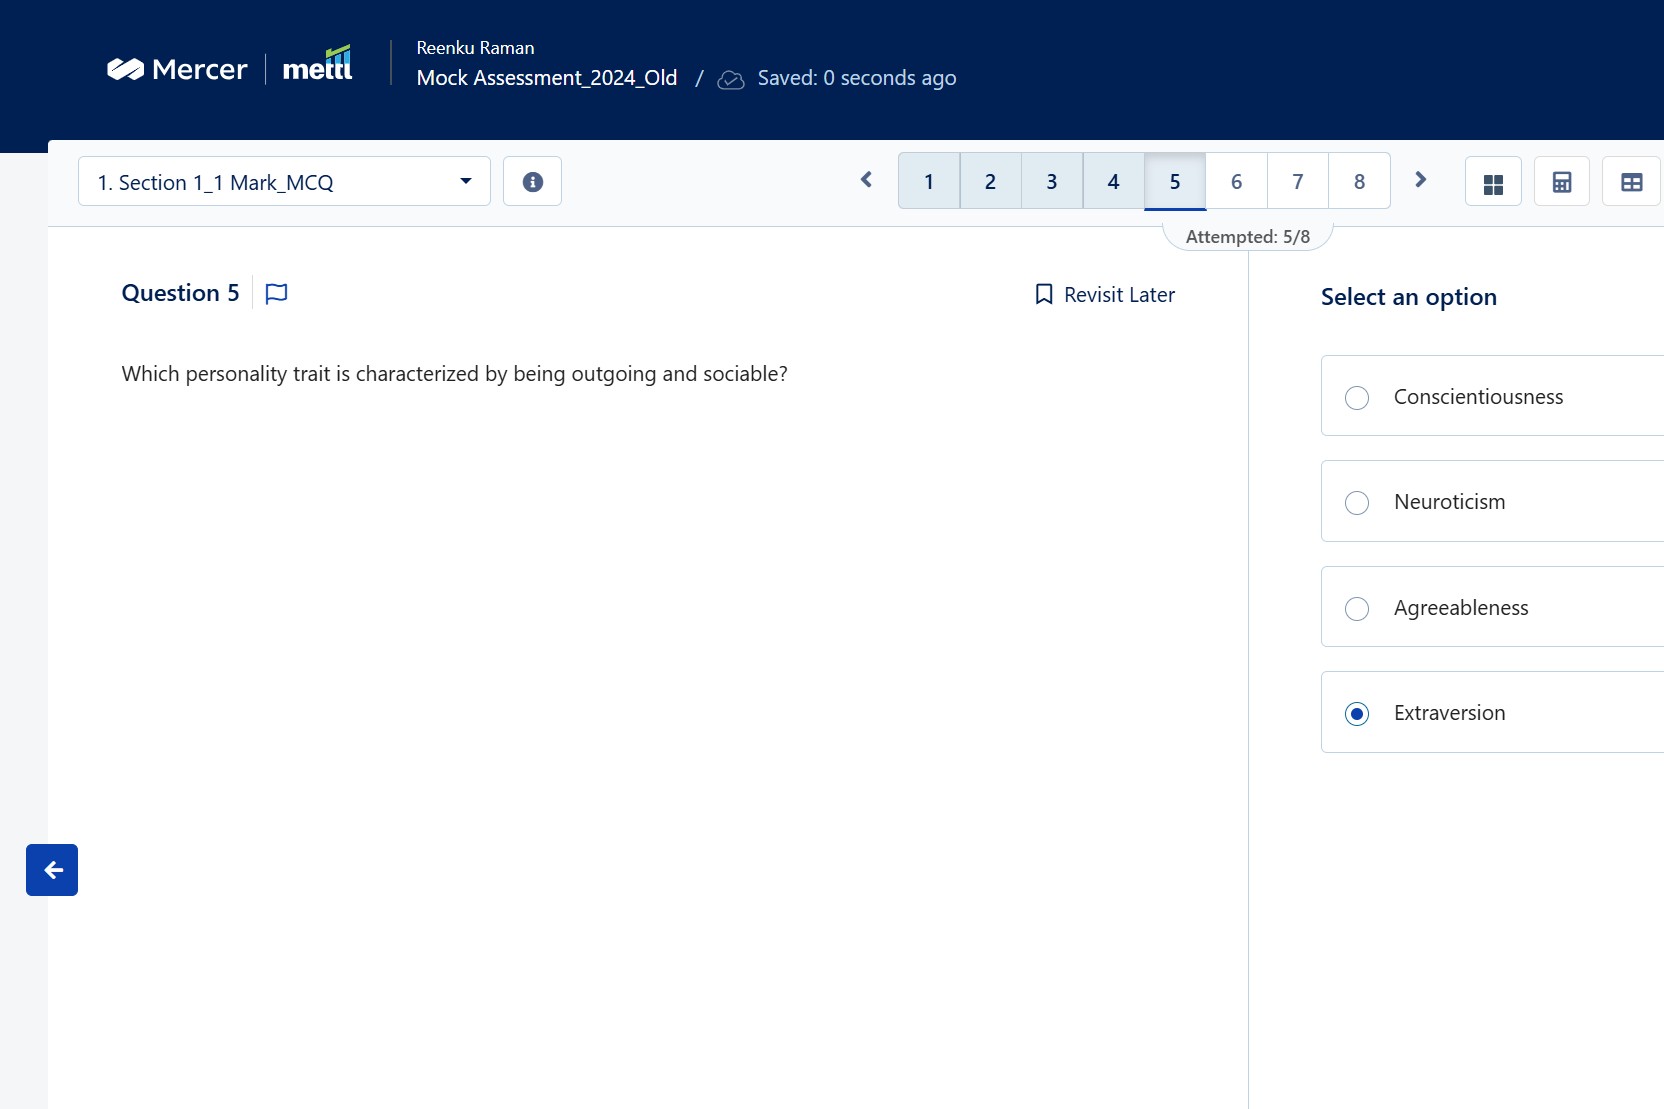 Mercer
mettl
Reenku Raman
Mock Assessment_2024_Old / Saved: 0 seconds ago
1. Section 1_1 Mark_MCQ
1 2 3 4 5 6 7 8
Attempted: 5/8
Question 5
Revisit Later
Which personality trait is characterized by being outgoing and sociable?
Select an option
Conscientiousness
Neuroticism
Agreeableness
Extraversion